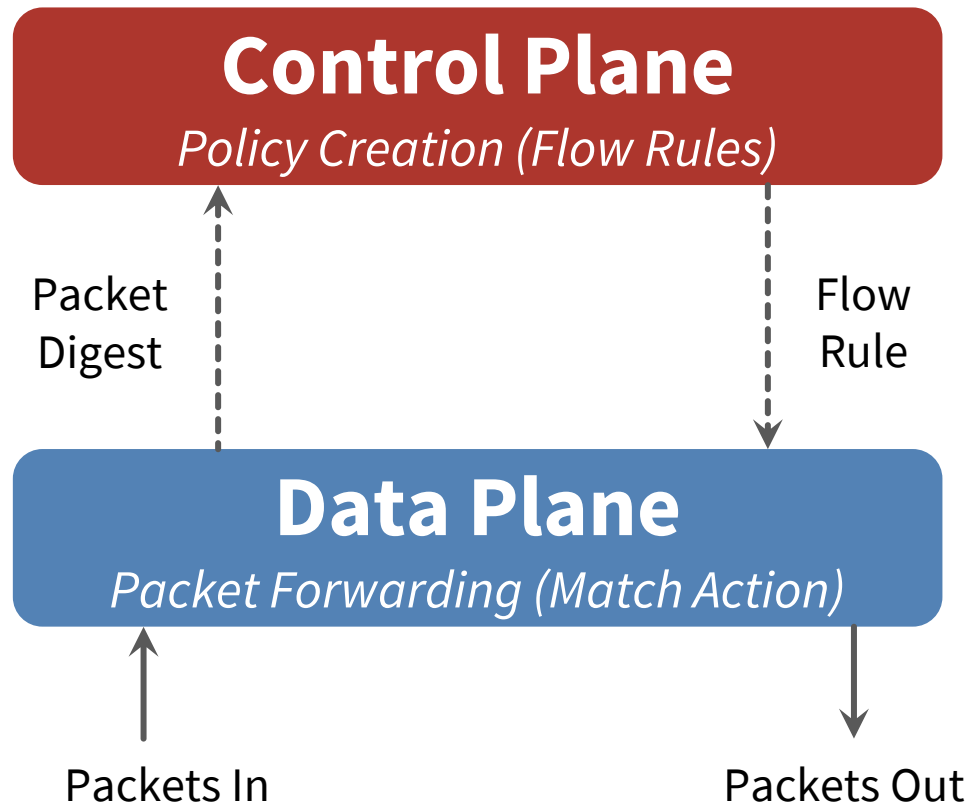 Control Plane
Policy Creation (Flow Rules)
Packet
Digest
Flow
Rule
Data Plane
Packet Forwarding (Match Action)
Packets In
Packets Out